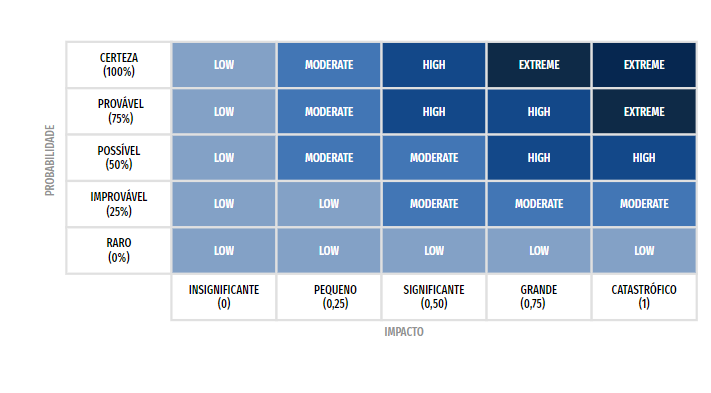 PROBABILIDADE
CERTEZA
(100%)
LOW
MODERATE
HIGH
EXTREME
EXTREME
PROVÁVEL
(75%)
LOW
MODERATE
HIGH
HIGH
EXTREME
POSSÍVEL
(50%)
LOW
MODERATE
MODERATE
HIGH
HIGH
IMPROVÁVEL
(25%)
LOW
LOW
MODERATE
MODERATE
MODERATE
RARO
(0%)
LOW
LOW
LOW
LOW
LOW
INSIGNIFICANTE
(0)
PEQUENO
(0,25)
SIGNIFICANTE
(0,50)
GRANDE
(0,75)
CATASTRÓFICO
(1)
IMPACTO